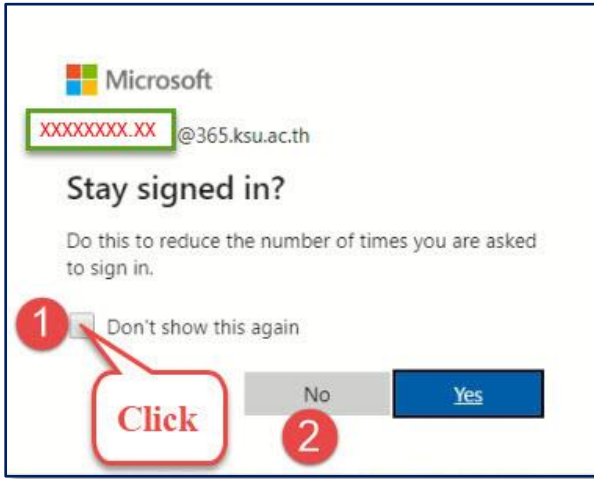 Microsoft
XXXXXXXX.XX @365.ksu.ac.th
Stay signed in?
Do this to reduce the number of times you are asked
to sign in.
1 Don't show this again
Click
No Yes
2